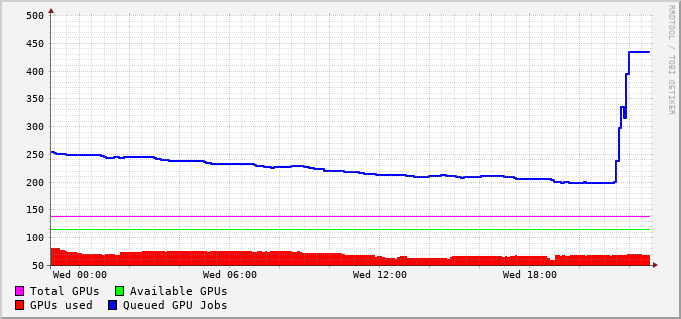 500
450
400
350
300
250
200
150
100
50
Wed 00:00 Wed 06:00 Wed 12:00 Wed 18:00
Total GPUs Available GPUs
GPUs used Queued GPU Jobs
RRDTOOL / TOBI OETIKER